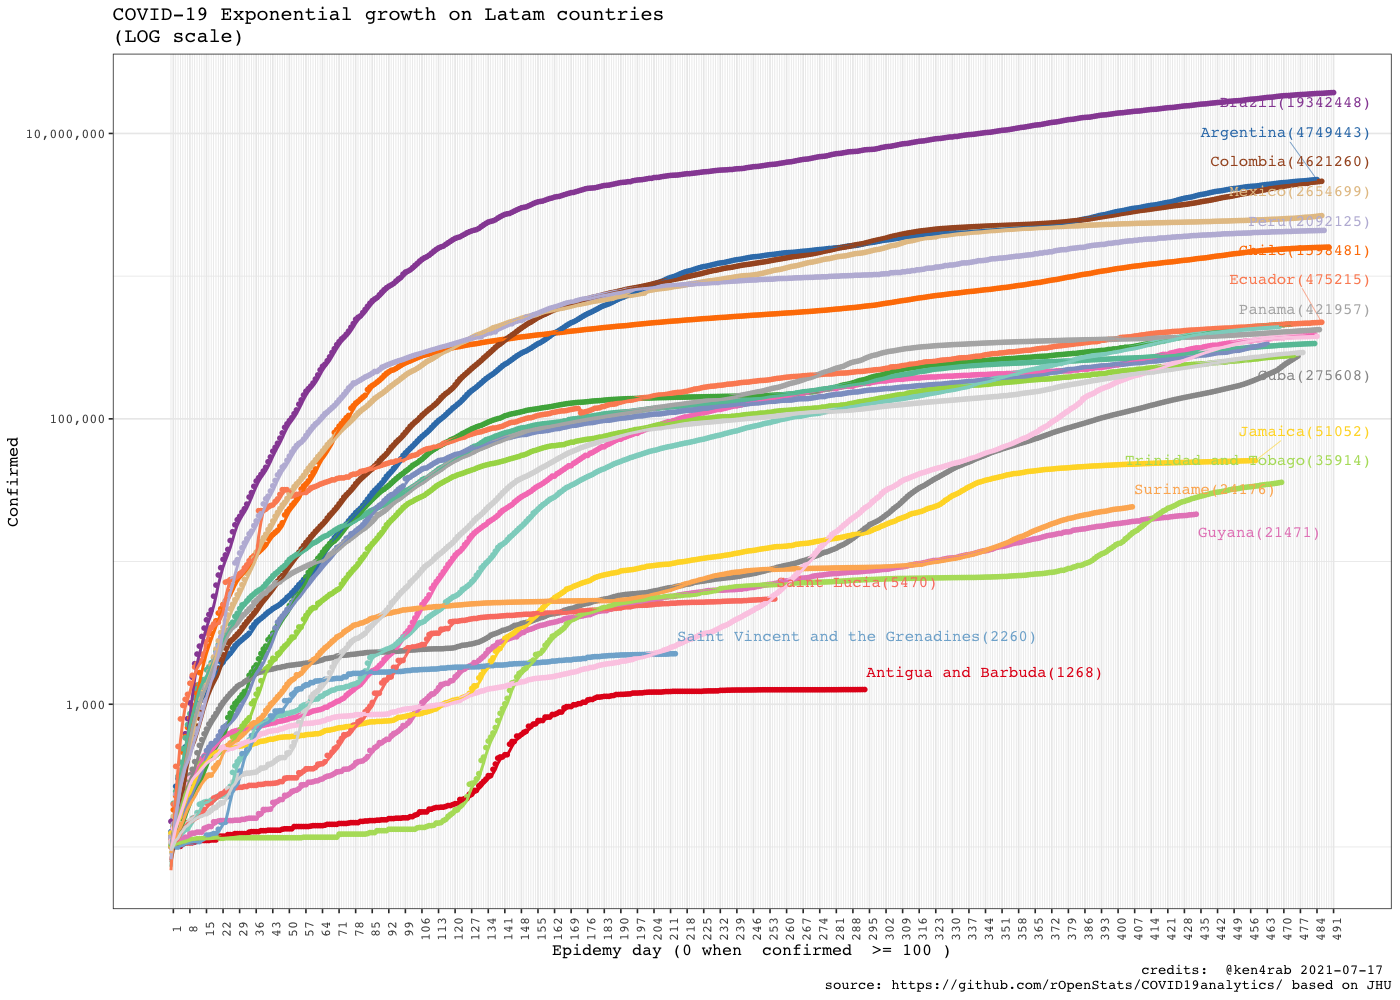 COVID-19 Exponential growth on Latam countries
(LOG scale)
10,000,000
100,000
1,000
Confirmed
Brazil(19342448)
Argentina(4749443)
Colombia(4621260)
Mexico(2654699)
Peru(2092125)
Chile(1598481)
Ecuador(475215)
Panama(421957)
Cuba(275608)
Jamaica(51052)
Trinidad and Tobago(35914)
Suriname(24176)
Guyana(21471)
Saint Lucia(5470)
Saint Vincent and the Grenadines(2260)
Antigua and Barbuda(1268)
1 8 15 22 29 36 43 50 57 64 71 78 85 92 99 106 113 120 127 134 141 148 155 162 169 176 183 190 197 204 211 218 225 232 239 246 253 260 267 274 281 288 295 302 309 316 323 330 337 344 351 358 365 372 379 386 393 400 407 414 421 428 435 442 449 456 463 470 477 484 491
Epidemy day (0 when  confirmed  >= 100 )
credits:  @ken4rab 2021-07-17
source: https://github.com/rOpenStats/COVID19analytics/ based on JHU